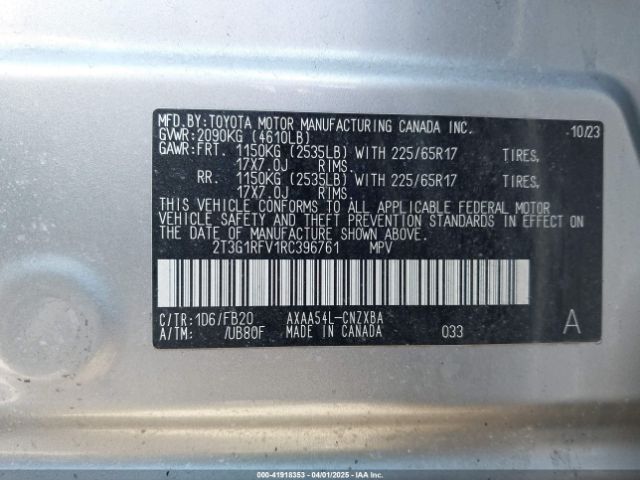 MFD.BY:TOYOTA MOTOR MANUFACTURING CANADA INC. 10/23
GVWR:2090KG (4610LB)
GAWR:FRT. 1150KG (2535LB) WITH 225/65R17 TIRES,
17X7.0J RIMS.
RR. 1150KG (2535LB) WITH 225/65R17 TIRES,
17X7.0J RIMS.
THIS VEHICLE CONFORMS TO ALL APPLICABLE FEDERAL MOTOR
VEHICLE SAFETY AND THEFT PREVENTION STANDARDS IN EFFECT ON
THE DATE OF MANUFACTURE SHOWN ABOVE.
2T3G1RFV1RC396761 MPV
C/TR:1D6/FB20 AXAA54L-CNZXBA
A/TM: /UB80F MADE IN CANADA 033 A
000-41918353 - 04/01/2025 - IAA Inc.